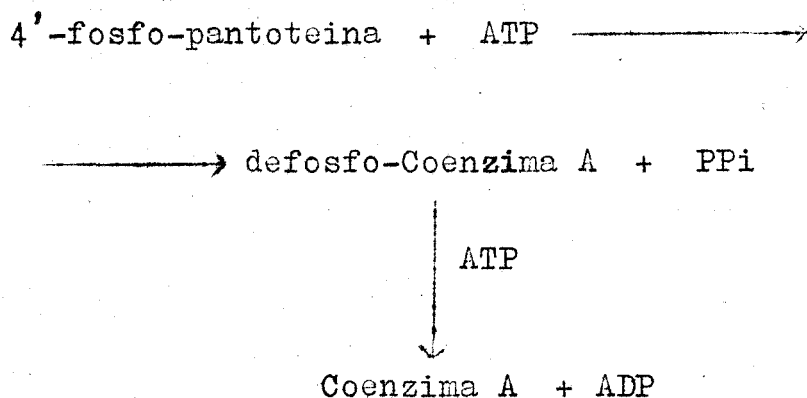 4'-fosfo-pantoteina + ATP ⟶
⟶ defosfo-Coenzima A + PPi
ATP
Coenzima A + ADP